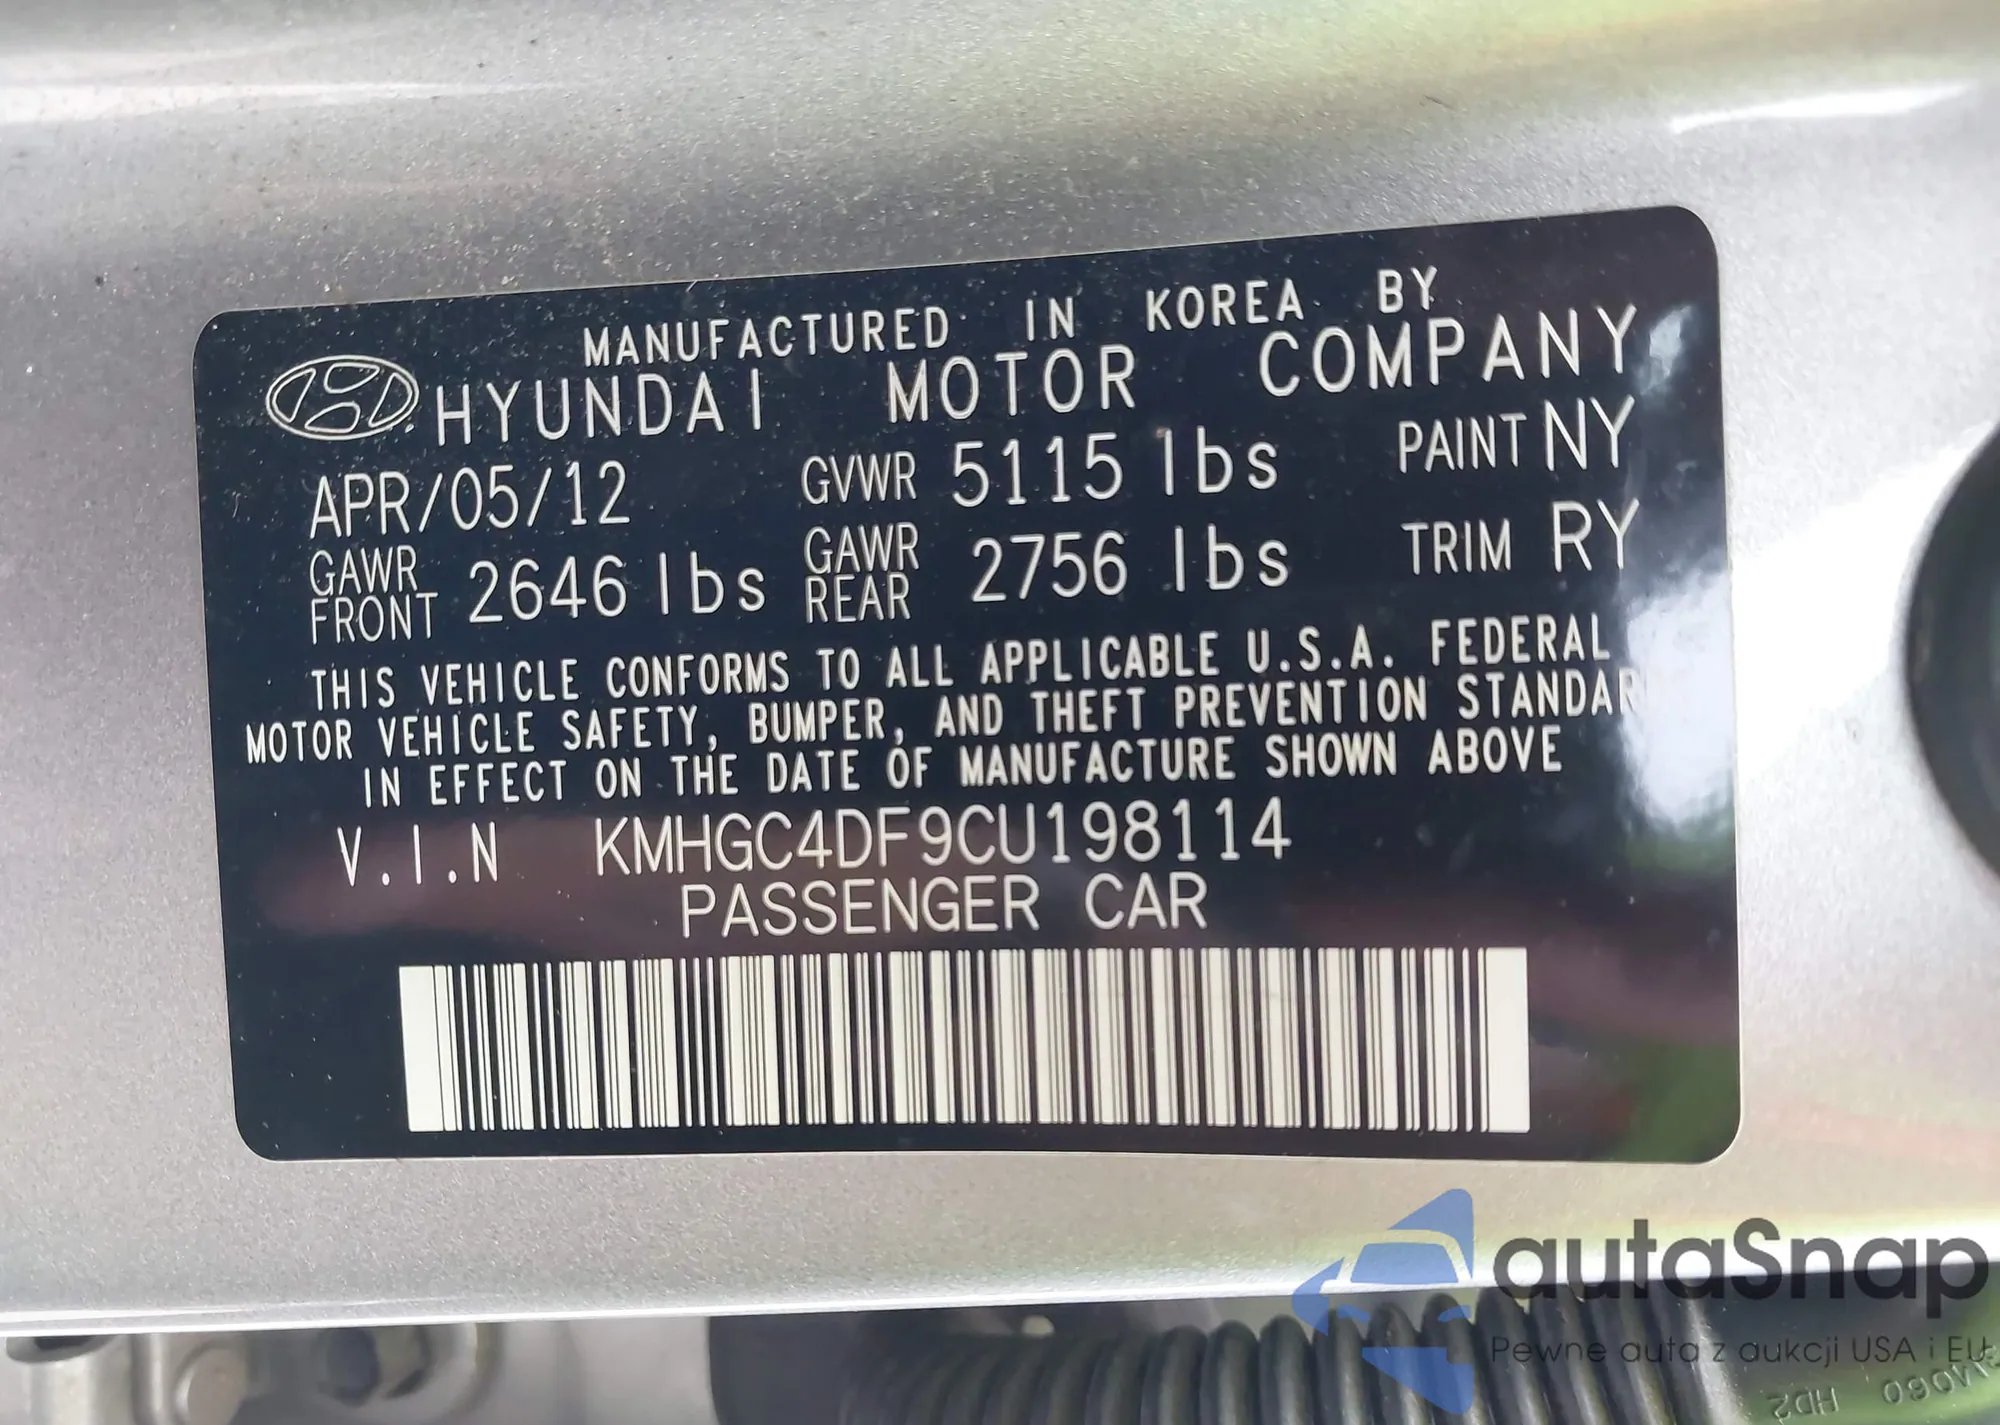 MANUFACTURED IN KOREA BY
HYUNDAI MOTOR COMPANY
APR/05/12 GVWR 5115 lbs PAINT NY
GAWR FRONT 2646 lbs GAWR REAR 2756 lbs TRIM RY
THIS VEHICLE CONFORMS TO ALL APPLICABLE U.S.A. FEDERAL
MOTOR VEHICLE SAFETY, BUMPER, AND THEFT PREVENTION STANDAR
IN EFFECT ON THE DATE OF MANUFACTURE SHOWN ABOVE
V.I.N KMHGC4DF9CU198114
PASSENGER CAR
autaSnap
Pewne auta z aukcji USA i EU
HD2